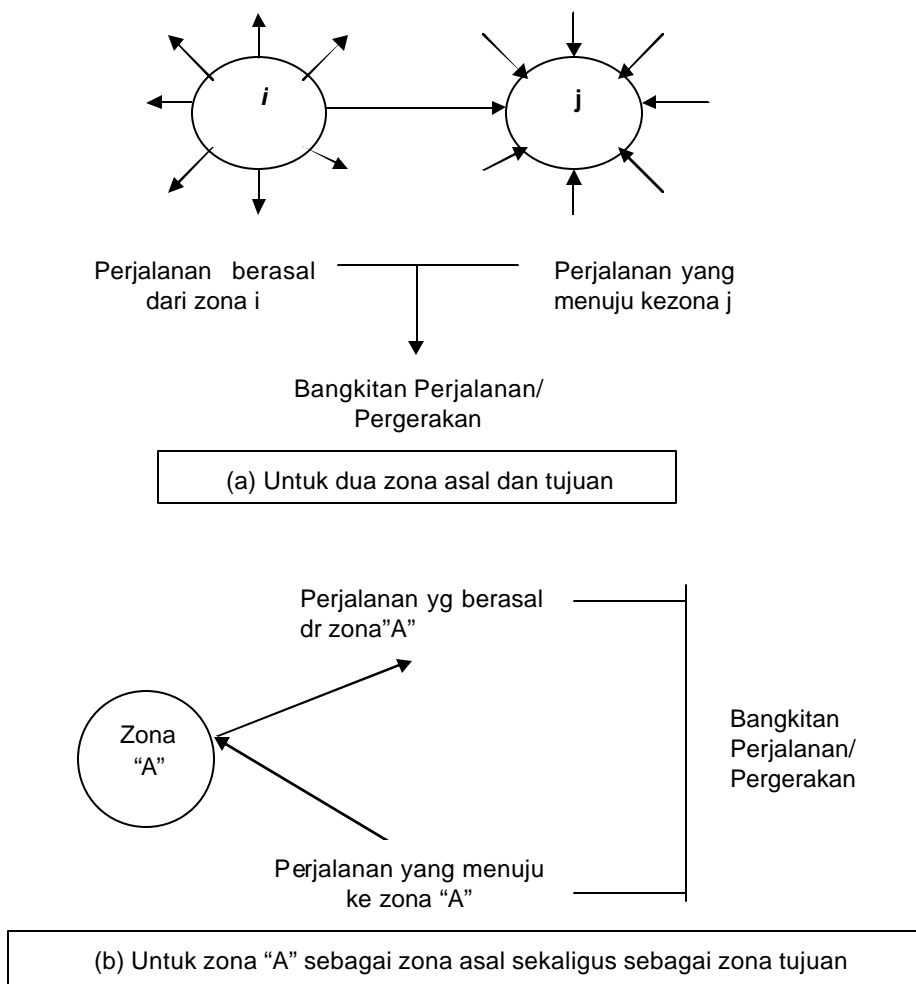 i
j
Perjalanan berasal
dari zona i
Perjalanan yang
menuju kezona j
Bangkitan Perjalanan/
Pergerakan
(a) Untuk dua zona asal dan tujuan
Perjalanan yg berasal
dr zona”A”
Zona
“A”
Bangkitan
Perjalanan/
Pergerakan
Perjalanan yang menuju
ke zona “A”
(b) Untuk zona “A” sebagai zona asal sekaligus sebagai zona tujuan